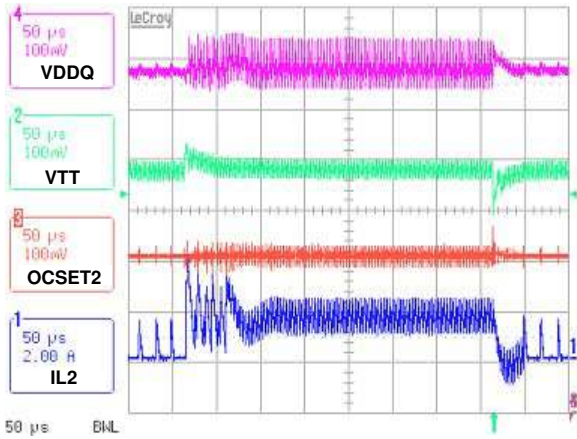 4
LeCroy
50 µs
100mV
VDDQ
2
50 µs
100mV
VTT
3
50 µs
100mV
OCSET2
1
50 µs
2.00 A
IL2
1
50 µs BWL